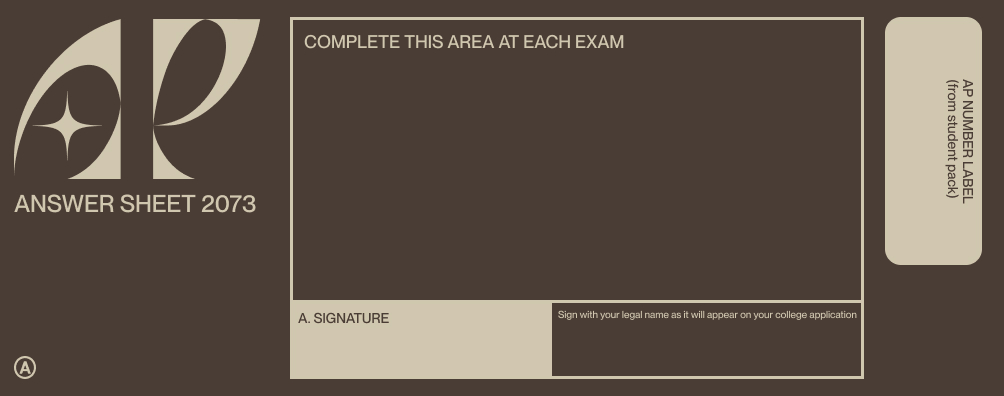 AP
ANSWER SHEET 2073
A
COMPLETE THIS AREA AT EACH EXAM
A. SIGNATURE
Sign with your legal name as it will appear on your college application
AP NUMBER LABEL
(from student pack)